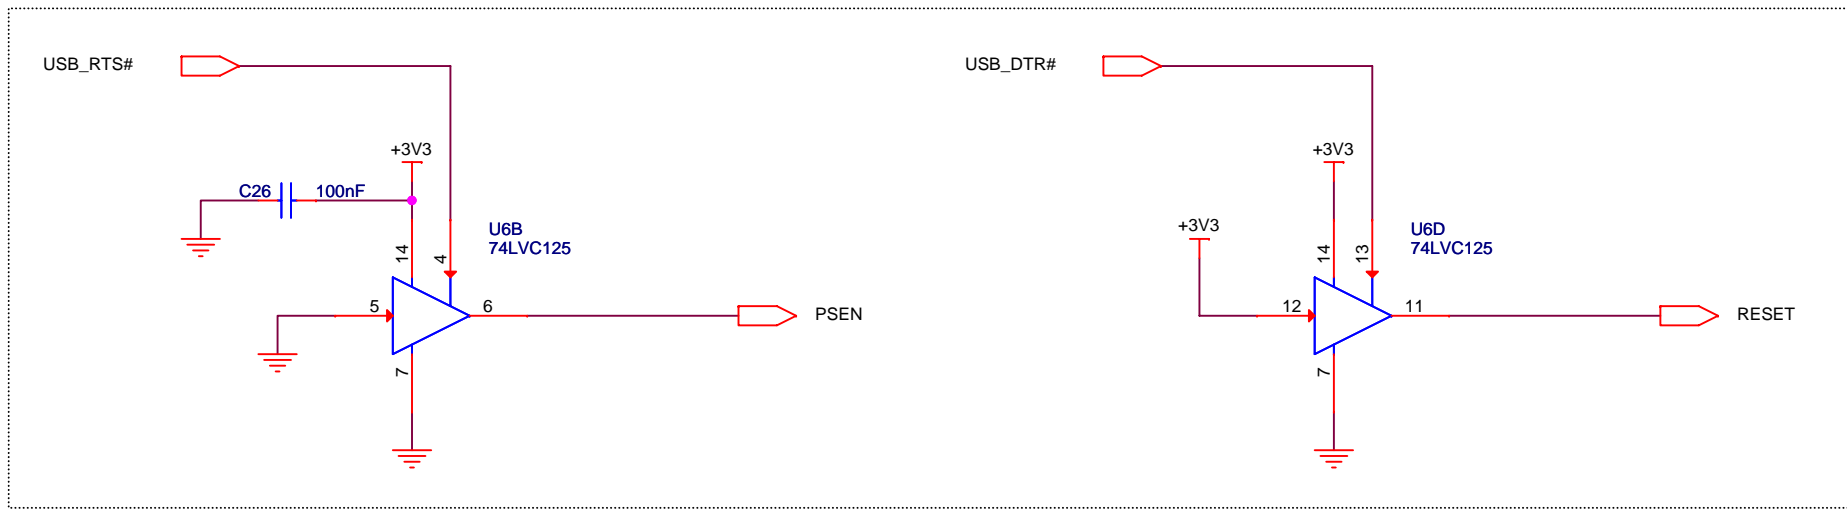 USB_RTS#
USB_DTR#
+3V3
+3V3
C26
100nF
+3V3
U6B
74LVC125
U6D
74LVC125
14
4
14
13
5
6
PSEN
12
11
RESET
7
7